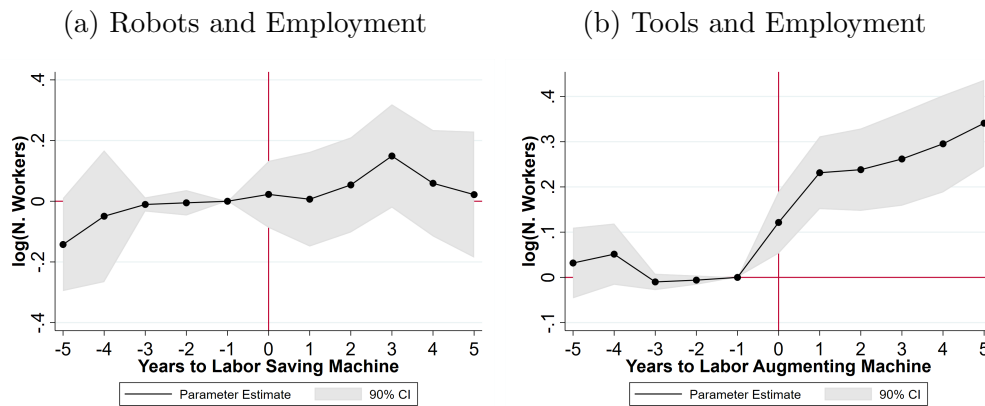 (a) Robots and Employment
log(N. Workers)
.4
.2
0
-.2
-.4
-5 -4 -3 -2 -1 0 1 2 3 4 5
Years to Labor Saving Machine
Parameter Estimate 90% CI
(b) Tools and Employment
log(N. Workers)
.4
.3
.2
.1
0
-.1
-5 -4 -3 -2 -1 0 1 2 3 4 5
Years to Labor Augmenting Machine
Parameter Estimate 90% CI